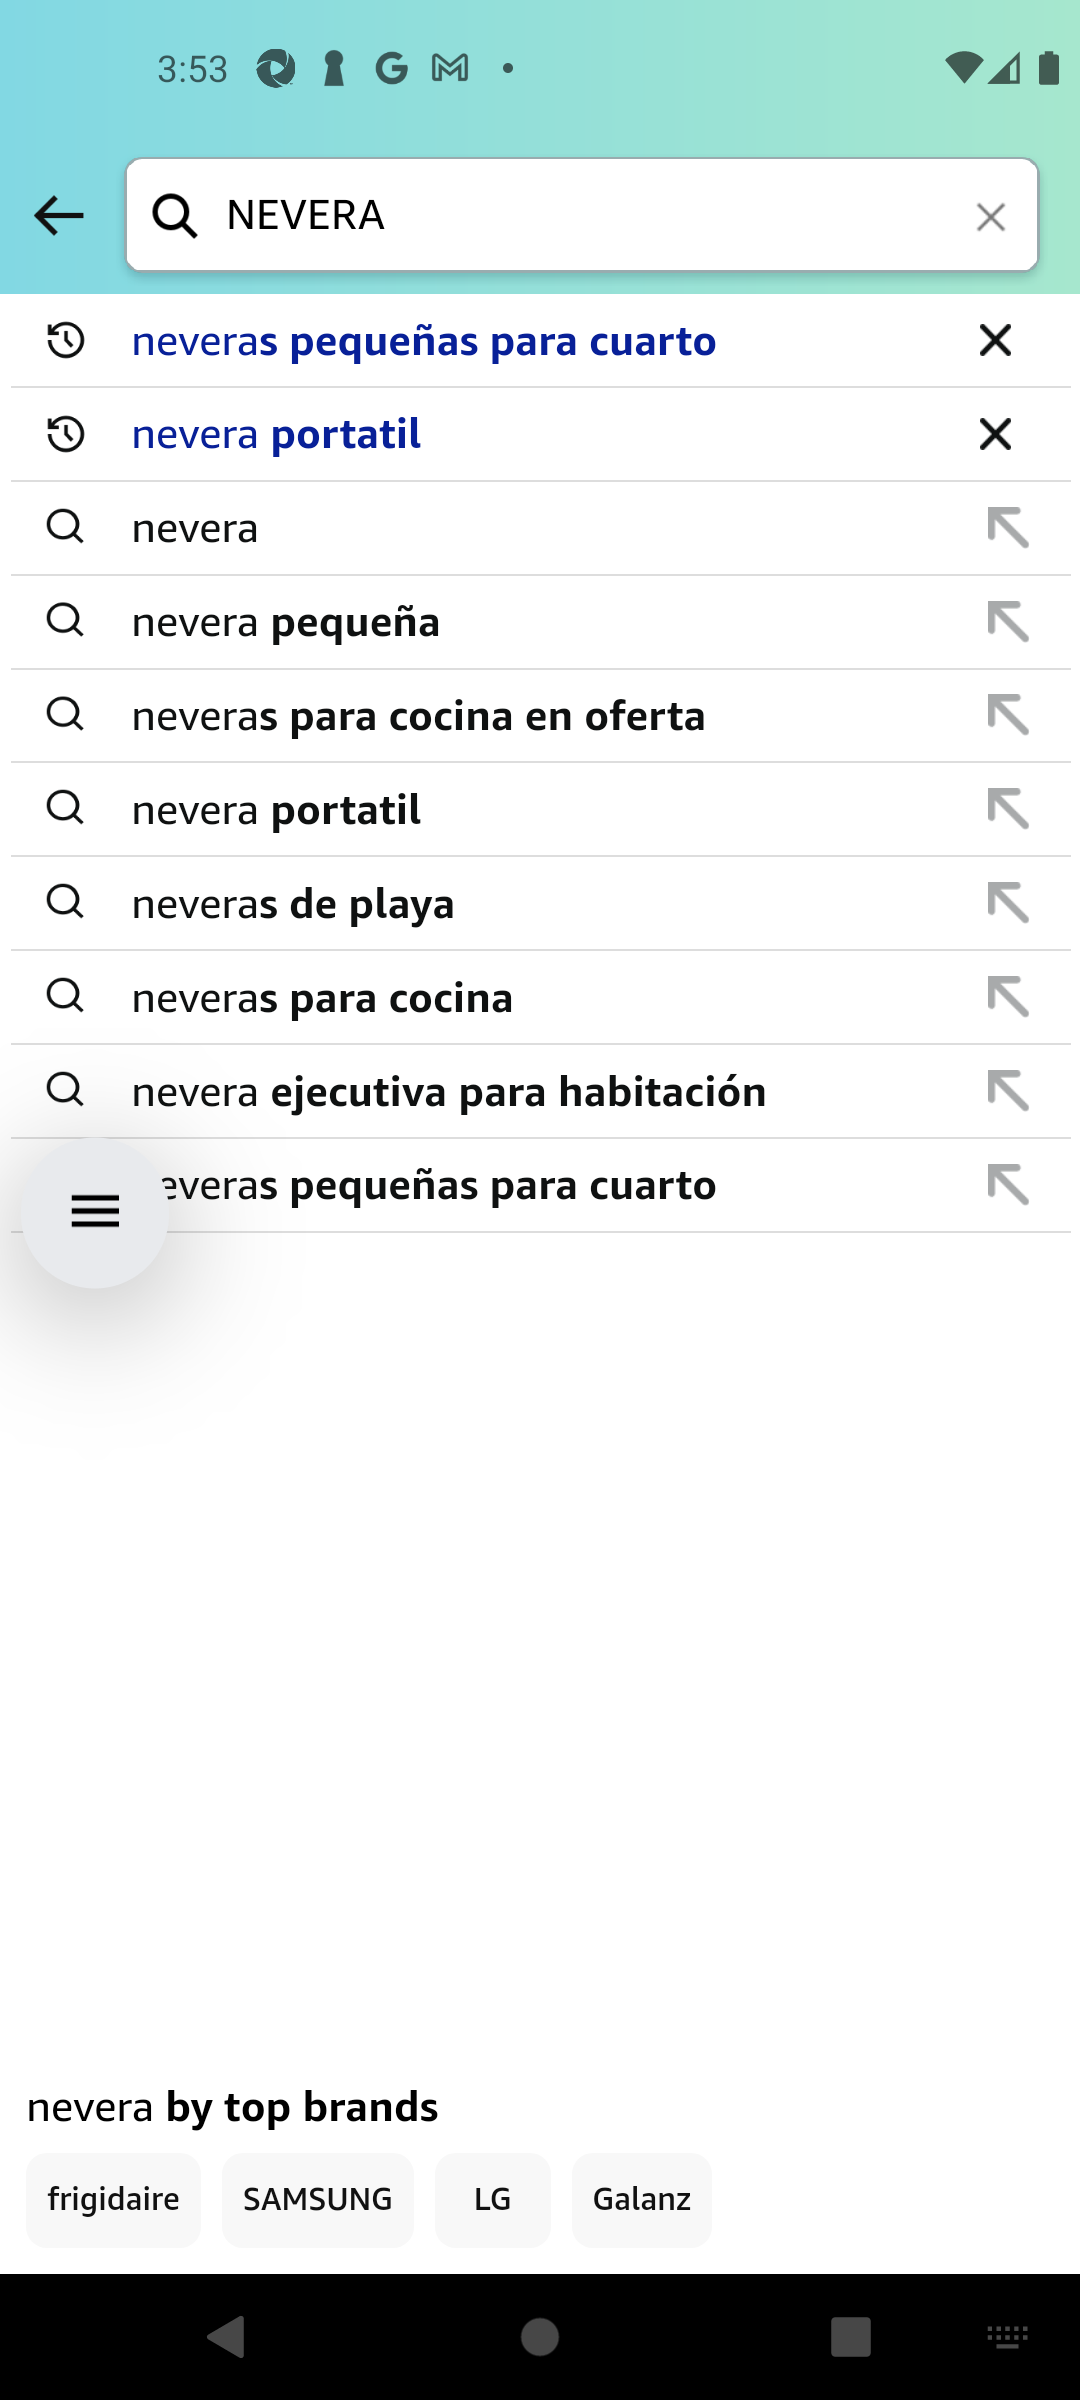 3:53
NEVERA
neveras pequeñas para cuarto
nevera portatil
nevera
nevera pequeña
neveras para cocina en oferta
nevera portatil
neveras de playa
neveras para cocina
nevera ejecutiva para habitación
everas pequeñas para cuarto
nevera by top brands
frigidaire SAMSUNG LG Galanz